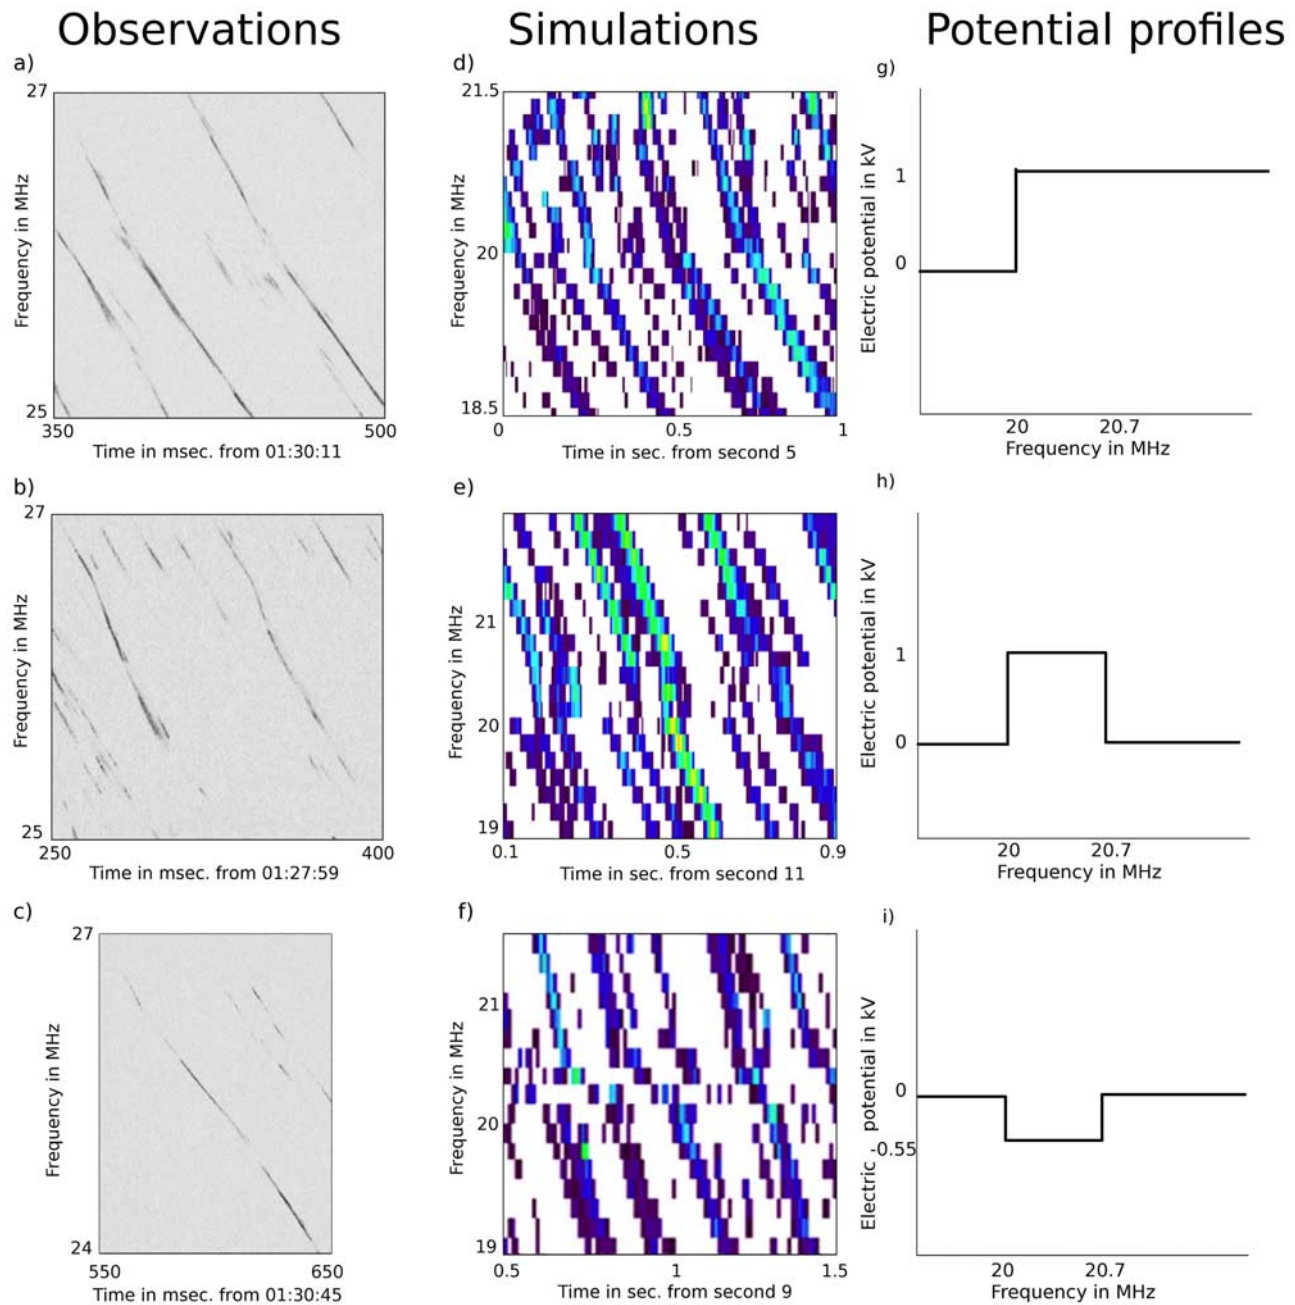 Observations
Simulations
Potential profiles
a)
27
Frequency in MHz
25
350
500
Time in msec. from 01:30:11
d)
21.5
Frequency in MHz
20
18.5
0
0.5
1
Time in sec. from second 5
g)
Electric potential in kV
1
0
20
20.7
Frequency in MHz
b)
27
Frequency in MHz
25
250
400
Time in msec. from 01:27:59
e)
Frequency in MHz
21
20
19
0.1
0.5
0.9
Time in sec. from second 11
h)
Electric potential in kV
1
0
20
20.7
Frequency in MHz
c)
27
Frequency in MHz
24
550
650
Time in msec. from 01:30:45
f)
Frequency in MHz
21
20
19
0.5
1
1.5
Time in sec. from second 9
i)
Electric potential in kV
0
-0.55
20
20.7
Frequency in MHz